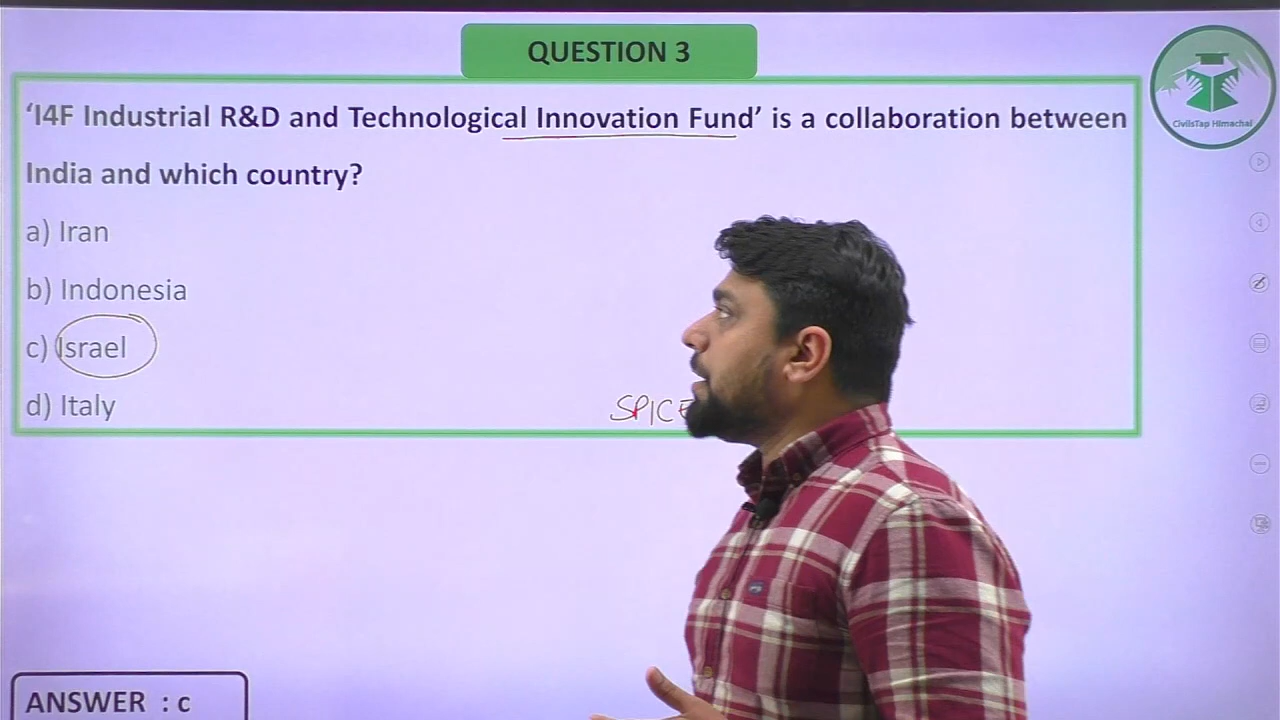 QUESTION 3
CivilsTap Himachal
‘I4F Industrial R&D and Technological Innovation Fund’ is a collaboration between
India and which country?
a) Iran
b) Indonesia
c) Israel
d) Italy
SPICE
ANSWER : c